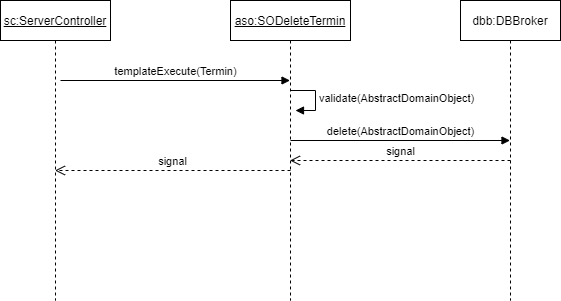 sc:ServerController
aso:SODeleteTermin
dbb:DBBroker
templateExecute(Termin)
validate(AbstractDomainObject)
delete(AbstractDomainObject)
signal
signal